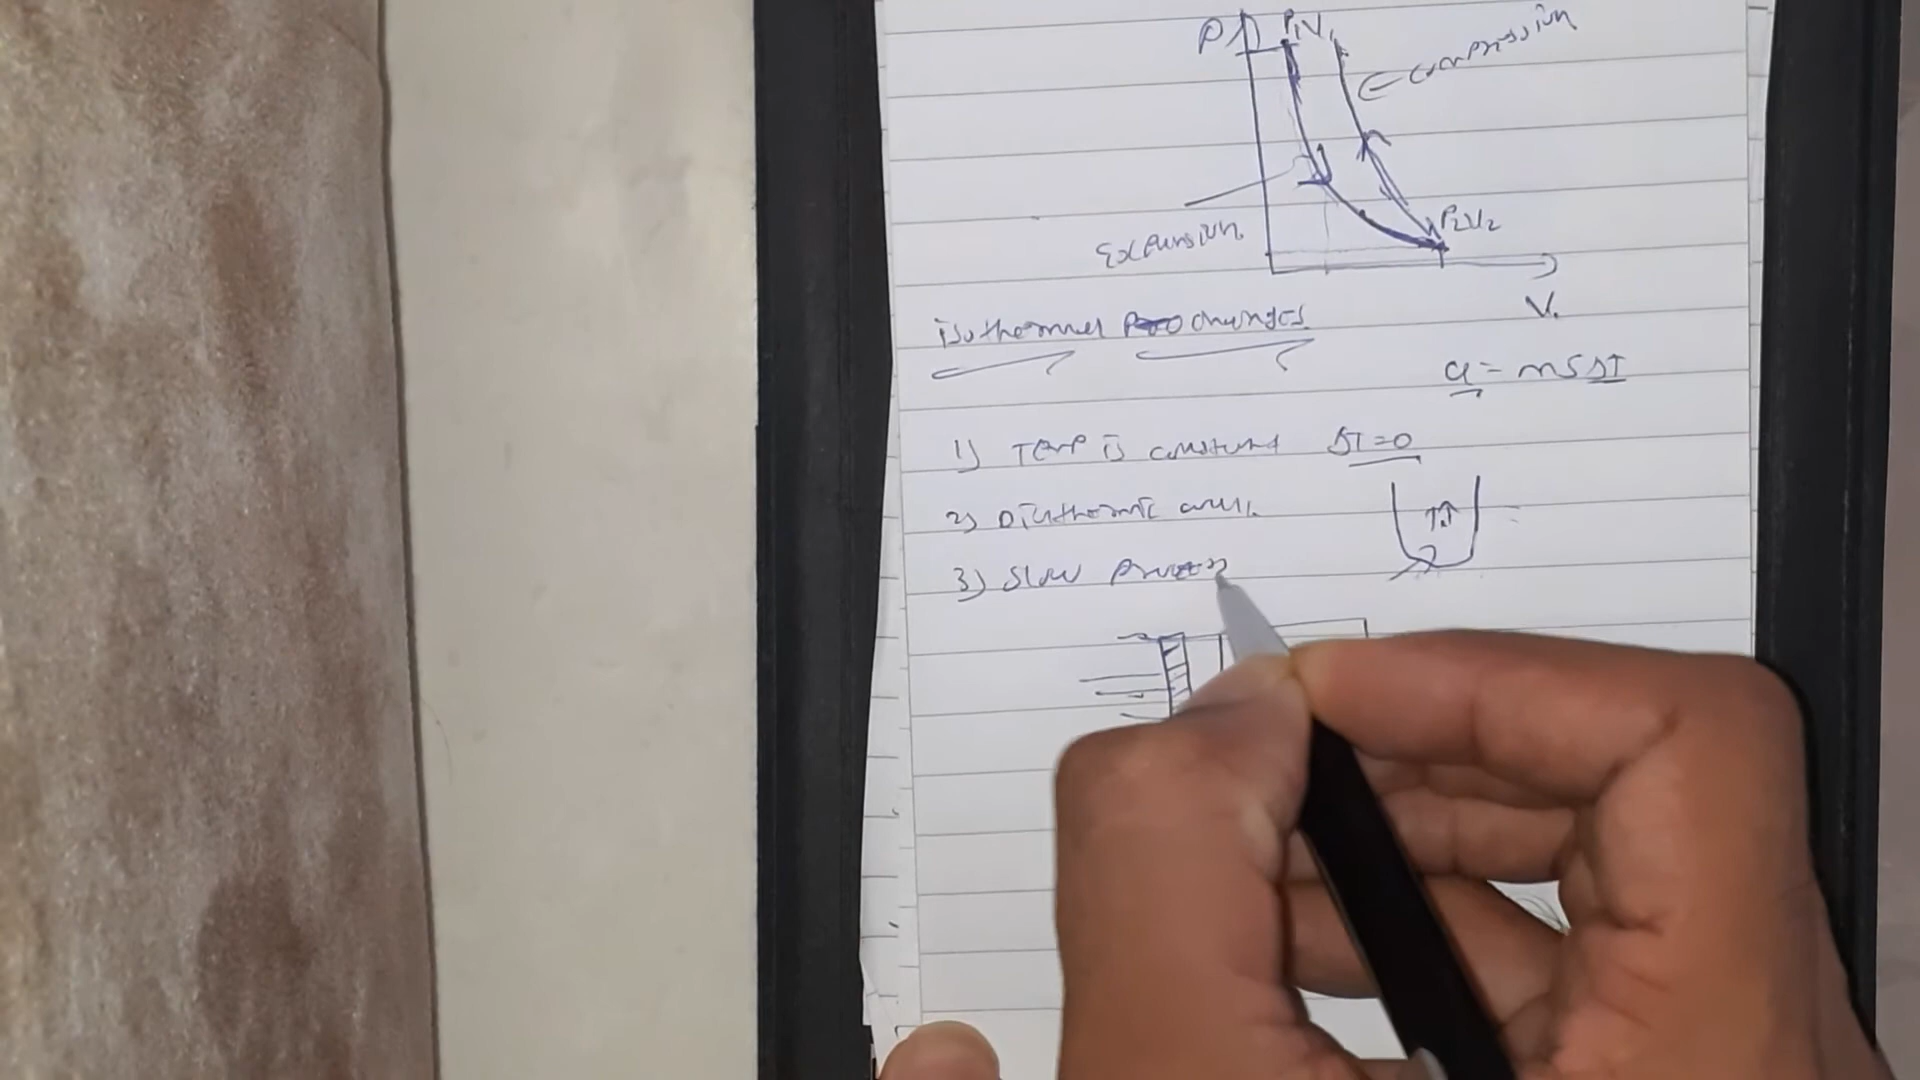 P P₁V₁
compression
P₂V₂
Expansion.
V.
isothermal changes
Q = mSΔT
1) Temp is constant ΔT=0
2) Diathermic wall.
3) Slow process